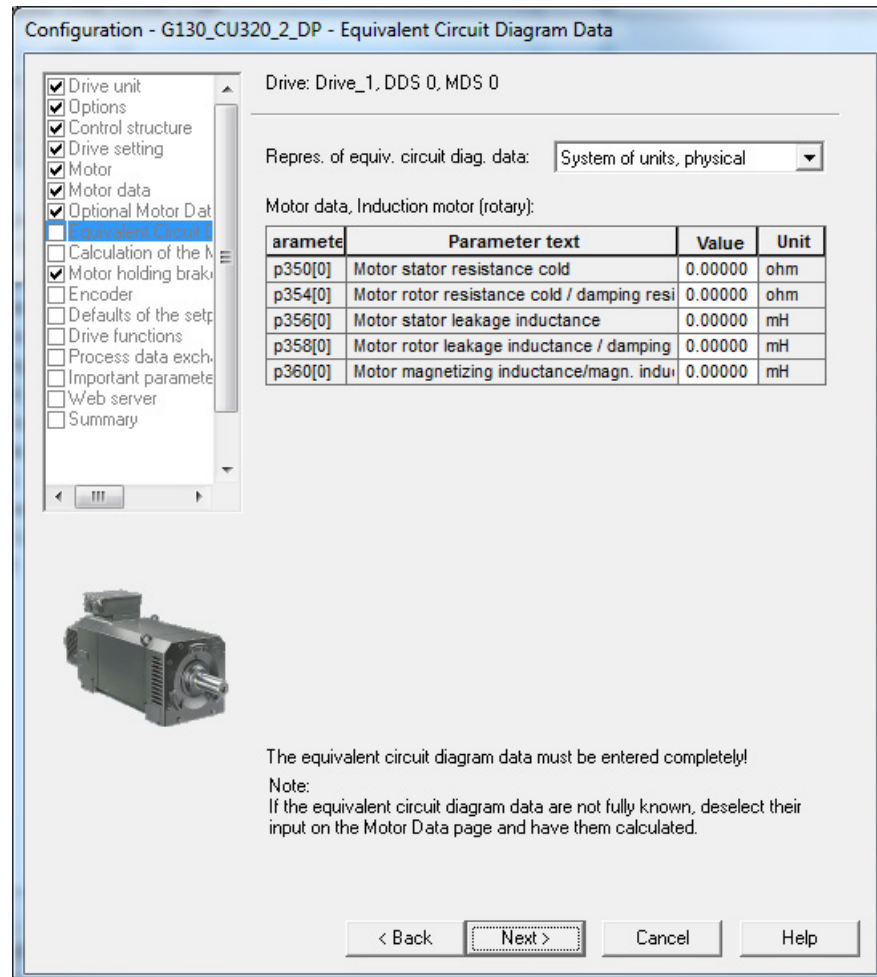 Configuration - G130_CU320_2_DP - Equivalent Circuit Diagram Data
Drive unit
Options
Control structure
Drive setting
Motor
Motor data
Optional Motor Dat
Equivalent Circuit D
Calculation of the M
Motor holding brak
Encoder
Defaults of the setp
Drive functions
Process data exch
Important paramete
Web server
Summary
Drive: Drive_1, DDS 0, MDS 0
Repres. of equiv. circuit diag. data: System of units, physical
Motor data, Induction motor (rotary):
aramete Parameter text Value Unit
p350[0] Motor stator resistance cold 0.00000 ohm
p354[0] Motor rotor resistance cold / damping resi 0.00000 ohm
p356[0] Motor stator leakage inductance 0.00000 mH
p358[0] Motor rotor leakage inductance / damping 0.00000 mH
p360[0] Motor magnetizing inductance/magn. indu 0.00000 mH
The equivalent circuit diagram data must be entered completely!
Note:
If the equivalent circuit diagram data are not fully known, deselect their
input on the Motor Data page and have them calculated.
< Back Next > Cancel Help